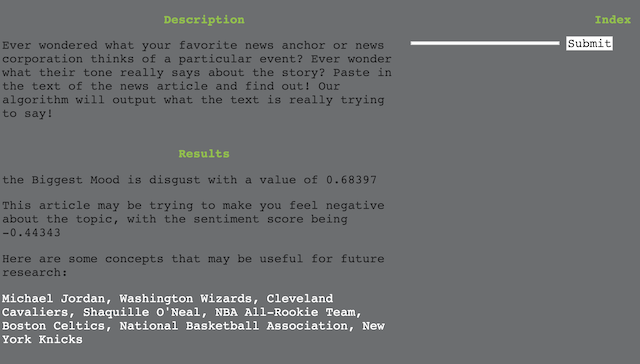 Description
Ever wondered what your favorite news anchor or news
corporation thinks of a particular event? Ever wonder
what their tone really says about the story? Paste in
the text of the news article and find out! Our
algorithm will output what the text is really trying
to say!
Results
the Biggest Mood is disgust with a value of 0.68397
This article may be trying to make you feel negative
about the topic, with the sentiment score being
-0.44343
Here are some concepts that may be useful for future
research:
Michael Jordan, Washington Wizards, Cleveland
Cavaliers, Shaquille O'Neal, NBA All-Rookie Team,
Boston Celtics, National Basketball Association, New
York Knicks
Index
Submit